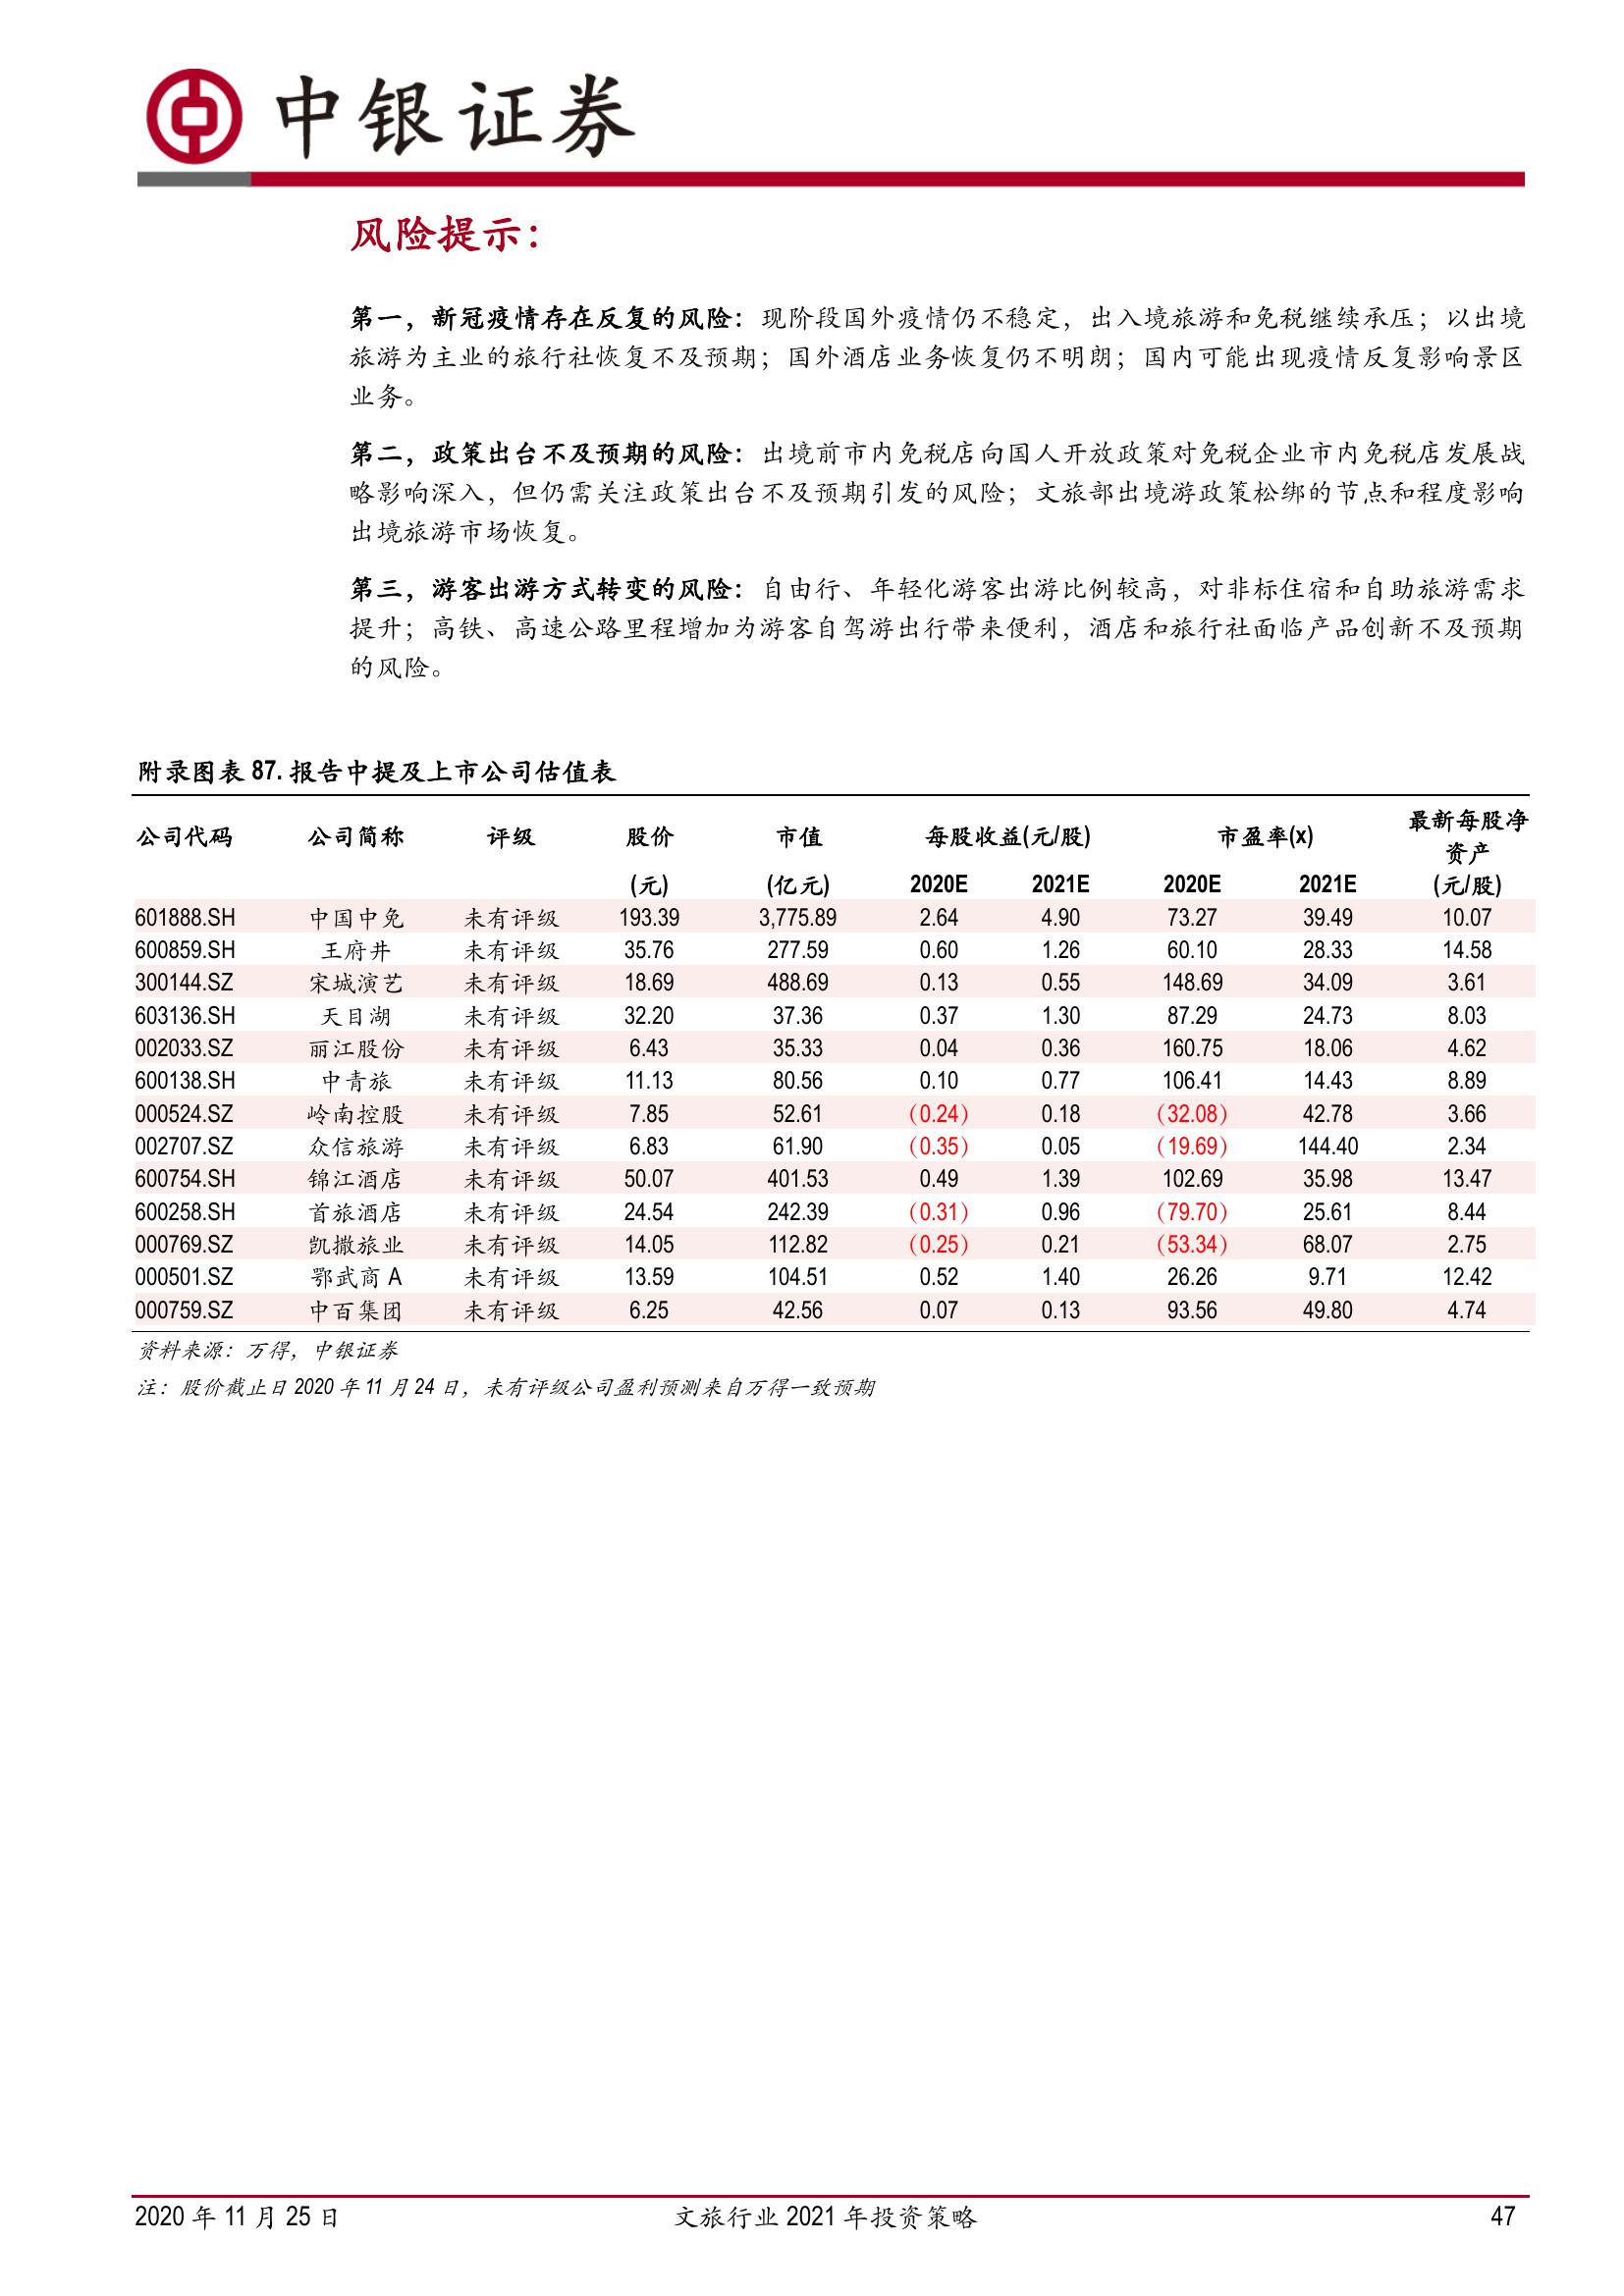 中银证券
风险提示：
第一，新冠疫情存在反复的风险：现阶段国外疫情仍不稳定，出入境旅游和免税继续承压；以出境
旅游为主业的旅行社恢复不及预期；国外酒店业务恢复仍不明朗；国内可能出现疫情反复影响景区
业务。
第二，政策出台不及预期的风险：出境前市内免税店向国人开放政策对免税企业市内免税店发展战
略影响深入，但仍需关注政策出台不及预期引发的风险；文旅部出境游政策松绑的节点和程度影响
出境旅游市场恢复。
第三，游客出游方式转变的风险：自由行、年轻化游客出游比例较高，对非标住宿和自助旅游需求
提升；高铁、高速公路里程增加为游客自驾游出行带来便利，酒店和旅行社面临产品创新不及预期
的风险。
附录图表 87. 报告中提及上市公司估值表
公司代码 公司简称 评级 股价 市值 每股收益(元/股) 市盈率(x) 最新每股净
资产
(元) (亿元) 2020E 2021E 2020E 2021E (元/股)
601888.SH 中国中免 未有评级 193.39 3,775.89 2.64 4.90 73.27 39.49 10.07
600859.SH 王府井 未有评级 35.76 277.59 0.60 1.26 60.10 28.33 14.58
300144.SZ 宋城演艺 未有评级 18.69 488.69 0.13 0.55 148.69 34.09 3.61
603136.SH 天目湖 未有评级 32.20 37.36 0.37 1.30 87.29 24.73 8.03
002033.SZ 丽江股份 未有评级 6.43 35.33 0.04 0.36 160.75 18.06 4.62
600138.SH 中青旅 未有评级 11.13 80.56 0.10 0.77 106.41 14.43 8.89
000524.SZ 岭南控股 未有评级 7.85 52.61 （0.24） 0.18 （32.08） 42.78 3.66
002707.SZ 众信旅游 未有评级 6.83 61.90 （0.35） 0.05 （19.69） 144.40 2.34
600754.SH 锦江酒店 未有评级 50.07 401.53 0.49 1.39 102.69 35.98 13.47
600258.SH 首旅酒店 未有评级 24.54 242.39 （0.31） 0.96 （79.70） 25.61 8.44
000769.SZ 凯撒旅业 未有评级 14.05 112.82 （0.25） 0.21 （53.34） 68.07 2.75
000501.SZ 鄂武商 A 未有评级 13.59 104.51 0.52 1.40 26.26 9.71 12.42
000759.SZ 中百集团 未有评级 6.25 42.56 0.07 0.13 93.56 49.80 4.74
资料来源：万得，中银证券
注：股价截止日 2020 年 11 月 24 日，未有评级公司盈利预测来自万得一致预期
2020 年 11 月 25 日 文旅行业 2021 年投资策略 47